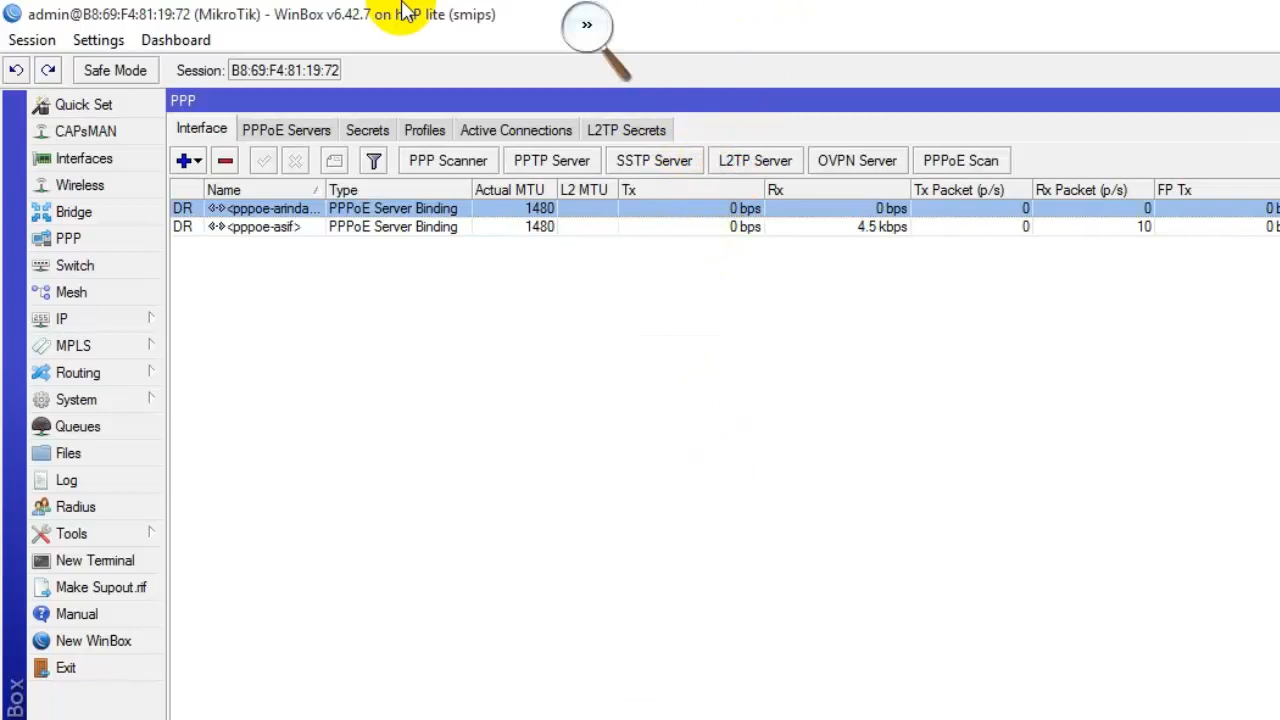 admin@B8:69:F4:81:19:72 (MikroTik) - WinBox v6.42.7 on lite (smips)
»
Session Settings Dashboard
Safe Mode Session: B8:69:F4:81:19:72
Quick Set
CAPsMAN
Interfaces
Wireless
Bridge
PPP
Switch
Mesh
IP
MPLS
Routing
System
Queues
Files
Log
Radius
Tools
New Terminal
Make Supout.rif
Manual
New WinBox
Exit
Box
PPP
Interface PPPoE Servers Secrets Profiles Active Connections L2TP Secrets
PPP Scanner PPTP Server SSTP Server L2TP Server OVPN Server PPPoE Scan
Name / Type Actual MTU L2 MTU Tx Rx Tx Packet (p/s) Rx Packet (p/s) FP Tx
DR <pppoe-arinda... PPPoE Server Binding 1480 0 bps 0 bps 0 0 0 b
DR <pppoe-asif> PPPoE Server Binding 1480 0 bps 4.5 kbps 0 10 0 b